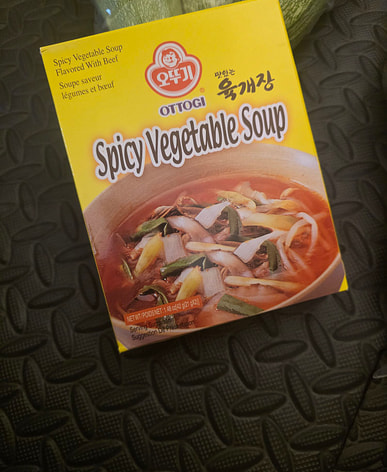 Spicy Vegetable Soup
Flavored With Beef
Soupe saveur
légumes et bœuf
오뚜기
OTTOGI
맛있는
육개장
Spicy Vegetable Soup